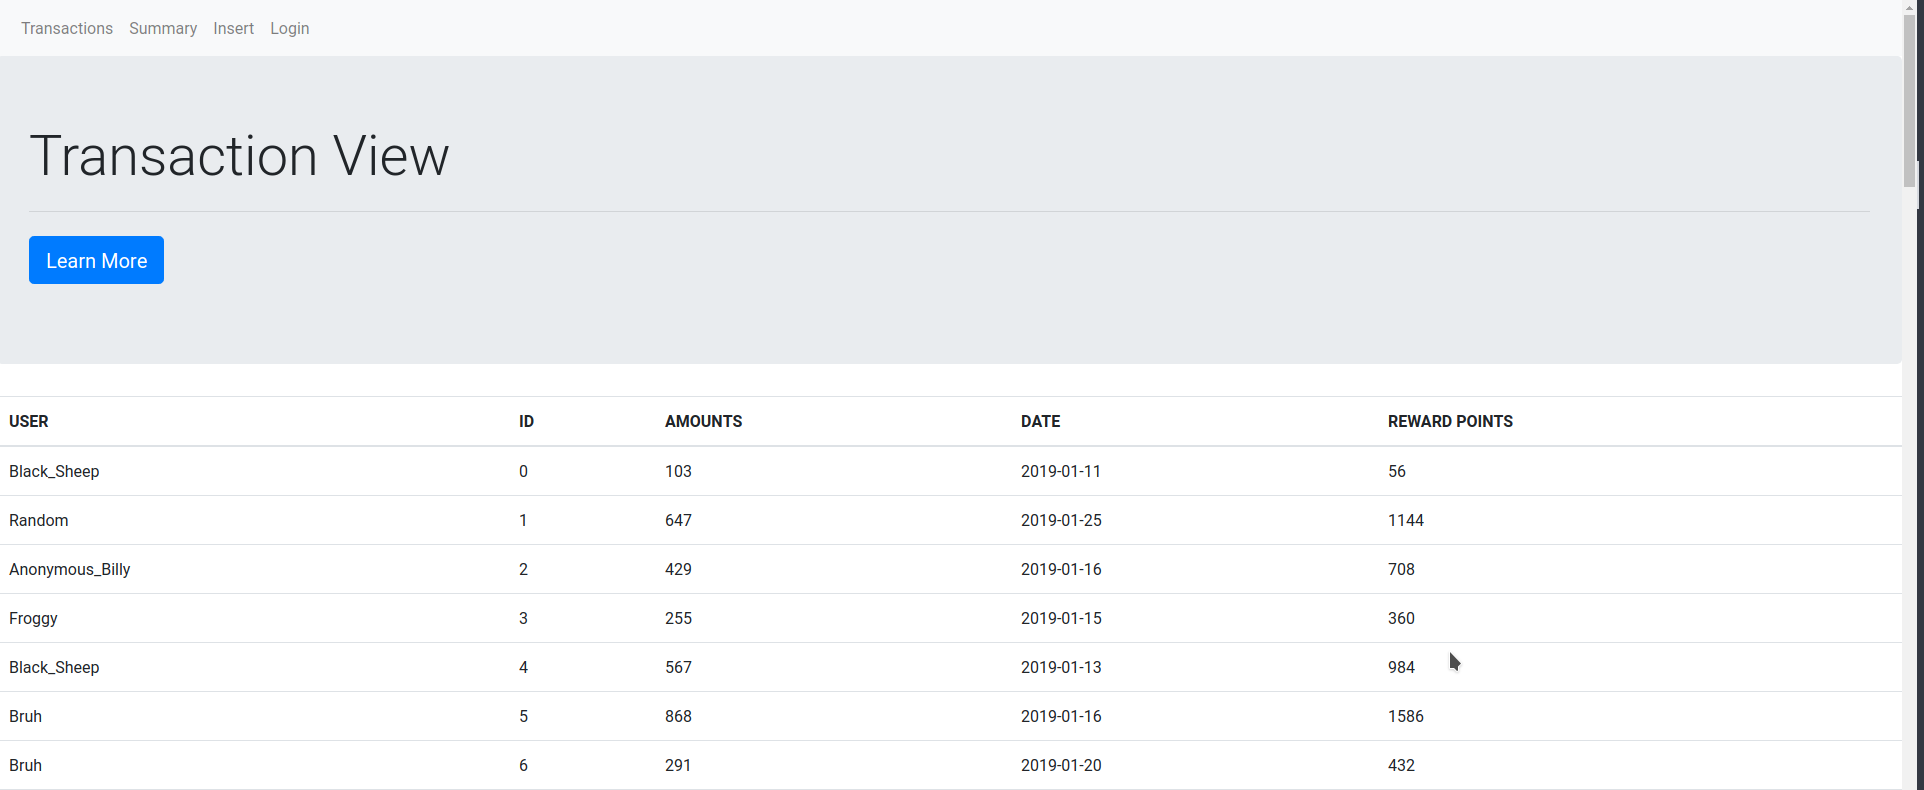 Transactions Summary Insert Login
Transaction View
Learn More
USER ID AMOUNTS DATE REWARD POINTS
Black_Sheep 0 103 2019-01-11 56
Random 1 647 2019-01-25 1144
Anonymous_Billy 2 429 2019-01-16 708
Froggy 3 255 2019-01-15 360
Black_Sheep 4 567 2019-01-13 984
Bruh 5 868 2019-01-16 1586
Bruh 6 291 2019-01-20 432